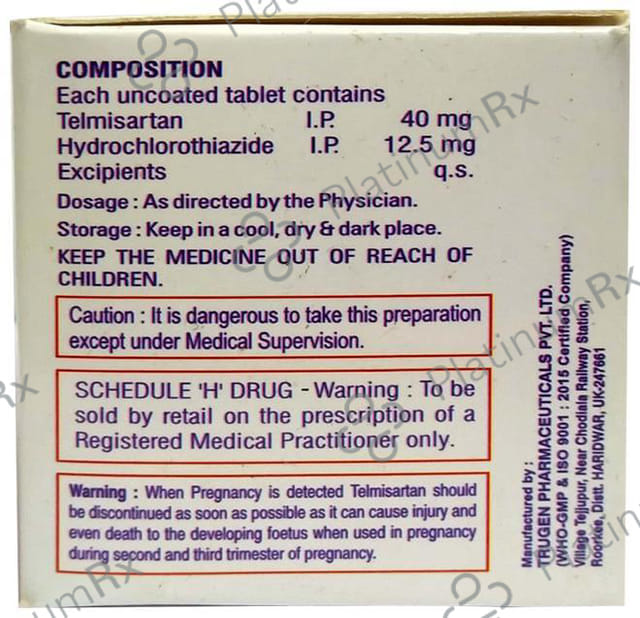 COMPOSITION
Each uncoated tablet contains
Telmisartan I.P. 40 mg
Hydrochlorothiazide I.P. 12.5 mg
Excipients q.s.
Dosage : As directed by the Physician.
Storage : Keep in a cool, dry & dark place.
KEEP THE MEDICINE OUT OF REACH OF
CHILDREN.
Caution : It is dangerous to take this preparation
except under Medical Supervision.
SCHEDULE 'H' DRUG - Warning : To be
sold by retail on the prescription of a
Registered Medical Practitioner only.
Warning : When Pregnancy is detected Telmisartan should
be discontinued as soon as possible as it can cause injury and
even death to the developing foetus when used in pregnancy
during second and third trimester of pregnancy.
Manufactured by :
TRUGEN PHARMACEUTICALS PVT. LTD.
(WHO-GMP & ISO 9001 : 2015 Certified Company)
Village Tejjupur, Near Chodiala Railway Station,
Roorkee, Distt. HARIDWAR, UK-247661
PlatinumRx
PlatinumRx
PlatinumRx